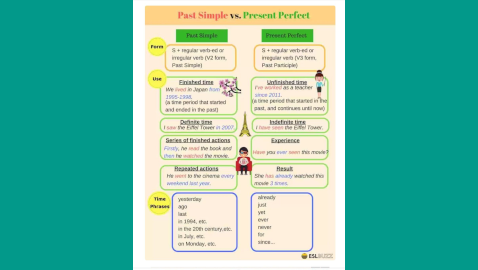 Past Simple vs. Present Perfect
Past Simple
Present Perfect
Form
S + regular verb-ed or
irregular verb (V2 form,
Past Simple)
S + regular verb-ed or
irregular verb (V3 form,
Past Participle)
Use
Finished time
We lived in Japan from
1995-1998.
(a time period that started
and ended in the past)
Unfinished time
I've worked as a teacher
since 2011.
(a time period that started in the
past, and continues until now)
Definite time
I saw the Eiffel Tower in 2007.
Indefinite time
I have seen the Eiffel Tower.
Series of finished actions
Firstly, he read the book and
then he watched the movie.
Experience
Have you ever seen this movie?
Repeated actions
He went to the cinema every
weekend last year.
Result
She has already watched this
movie 3 times.
Time
Phrases
yesterday
ago
last
in 1994, etc.
in the 20th century, etc.
in July, etc.
on Monday, etc.
already
just
yet
ever
never
for
since...